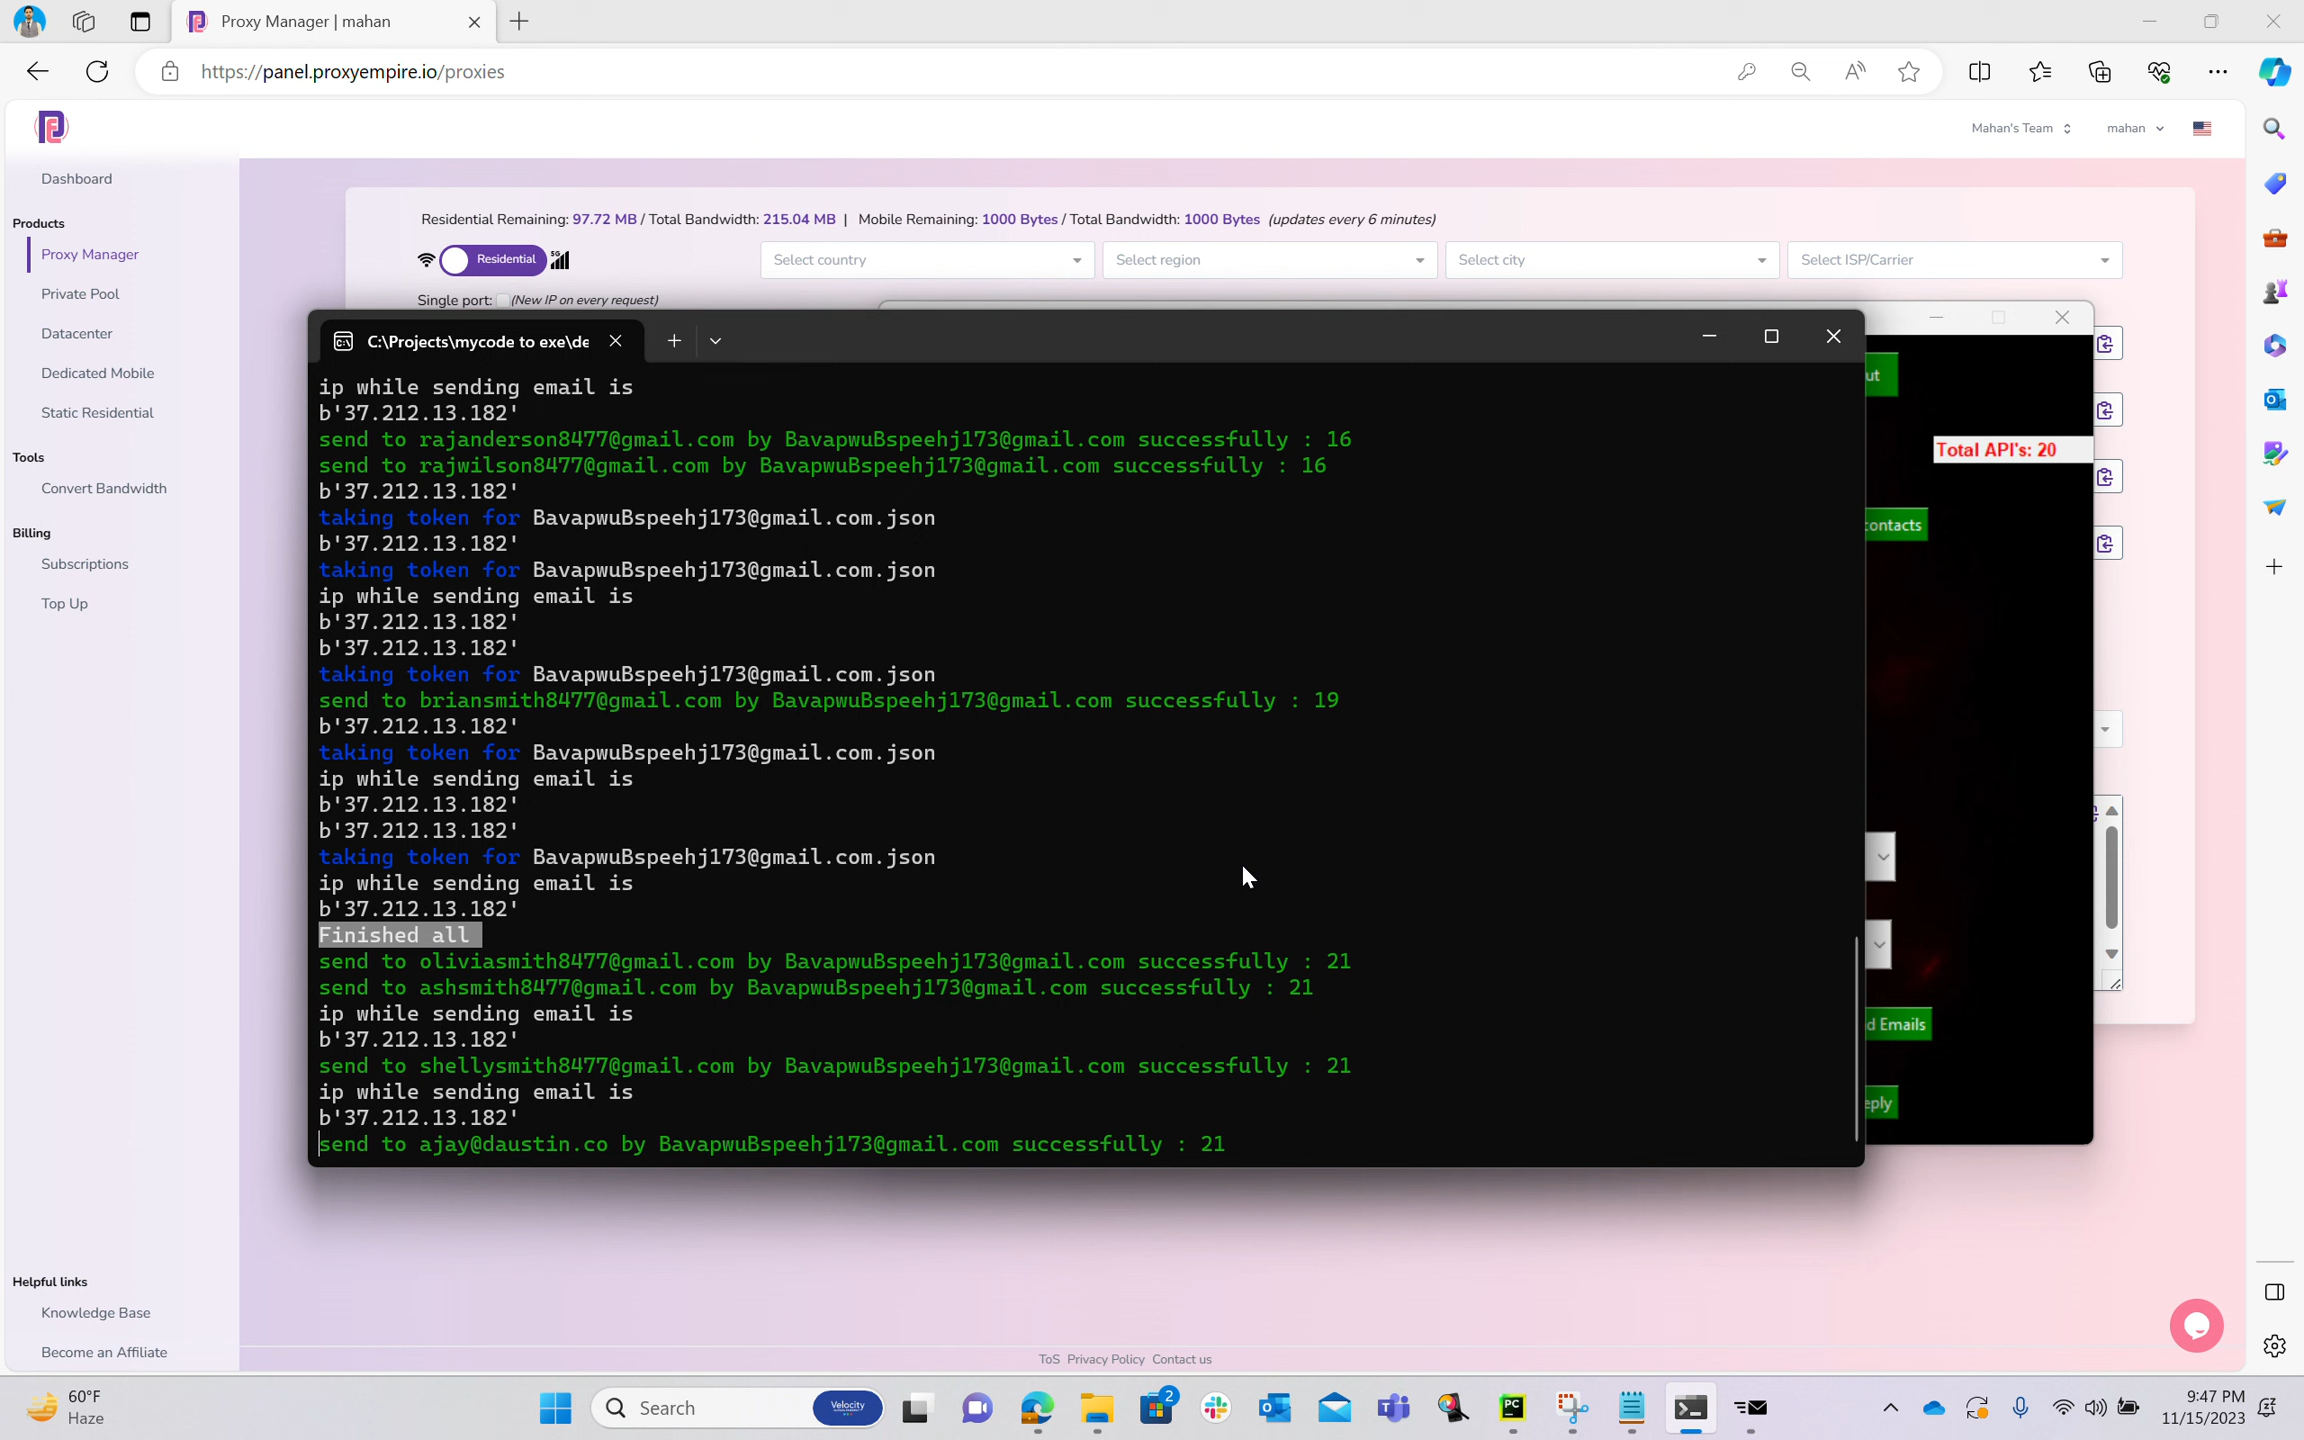 Proxy Manager | mahan
https://panel.proxyempire.io/proxies
Mahan's Team
mahan
Dashboard
Products
Proxy Manager
Private Pool
Datacenter
Dedicated Mobile
Static Residential
Tools
Convert Bandwidth
Billing
Subscriptions
Top Up
Helpful links
Knowledge Base
Become an Affiliate
Residential Remaining: 97.72 MB / Total Bandwidth: 215.04 MB | Mobile Remaining: 1000 Bytes / Total Bandwidth: 1000 Bytes (updates every 6 minutes)
Residential
5G
Select country
Select region
Select city
Select ISP/Carrier
Single port: (New IP on every request)
C:\Projects\mycode to exe\de
ip while sending email is
b'37.212.13.182'
send to rajanderson8477@gmail.com by BavapwuBspeehj173@gmail.com successfully : 16
send to rajwilson8477@gmail.com by BavapwuBspeehj173@gmail.com successfully : 16
b'37.212.13.182'
taking token for BavapwuBspeehj173@gmail.com.json
b'37.212.13.182'
taking token for BavapwuBspeehj173@gmail.com.json
ip while sending email is
b'37.212.13.182'
b'37.212.13.182'
taking token for BavapwuBspeehj173@gmail.com.json
send to briansmith8477@gmail.com by BavapwuBspeehj173@gmail.com successfully : 19
b'37.212.13.182'
taking token for BavapwuBspeehj173@gmail.com.json
ip while sending email is
b'37.212.13.182'
b'37.212.13.182'
taking token for BavapwuBspeehj173@gmail.com.json
ip while sending email is
b'37.212.13.182'
Finished all
send to oliviasmith8477@gmail.com by BavapwuBspeehj173@gmail.com successfully : 21
send to ashsmith8477@gmail.com by BavapwuBspeehj173@gmail.com successfully : 21
ip while sending email is
b'37.212.13.182'
send to shellysmith8477@gmail.com by BavapwuBspeehj173@gmail.com successfully : 21
ip while sending email is
b'37.212.13.182'
send to ajay@daustin.co by BavapwuBspeehj173@gmail.com successfully : 21
ut
Total API's: 20
contacts
d Emails
eply
ToS Privacy Policy Contact us
60°F
Haze
Search
Velocity
2
9:47 PM
11/15/2023